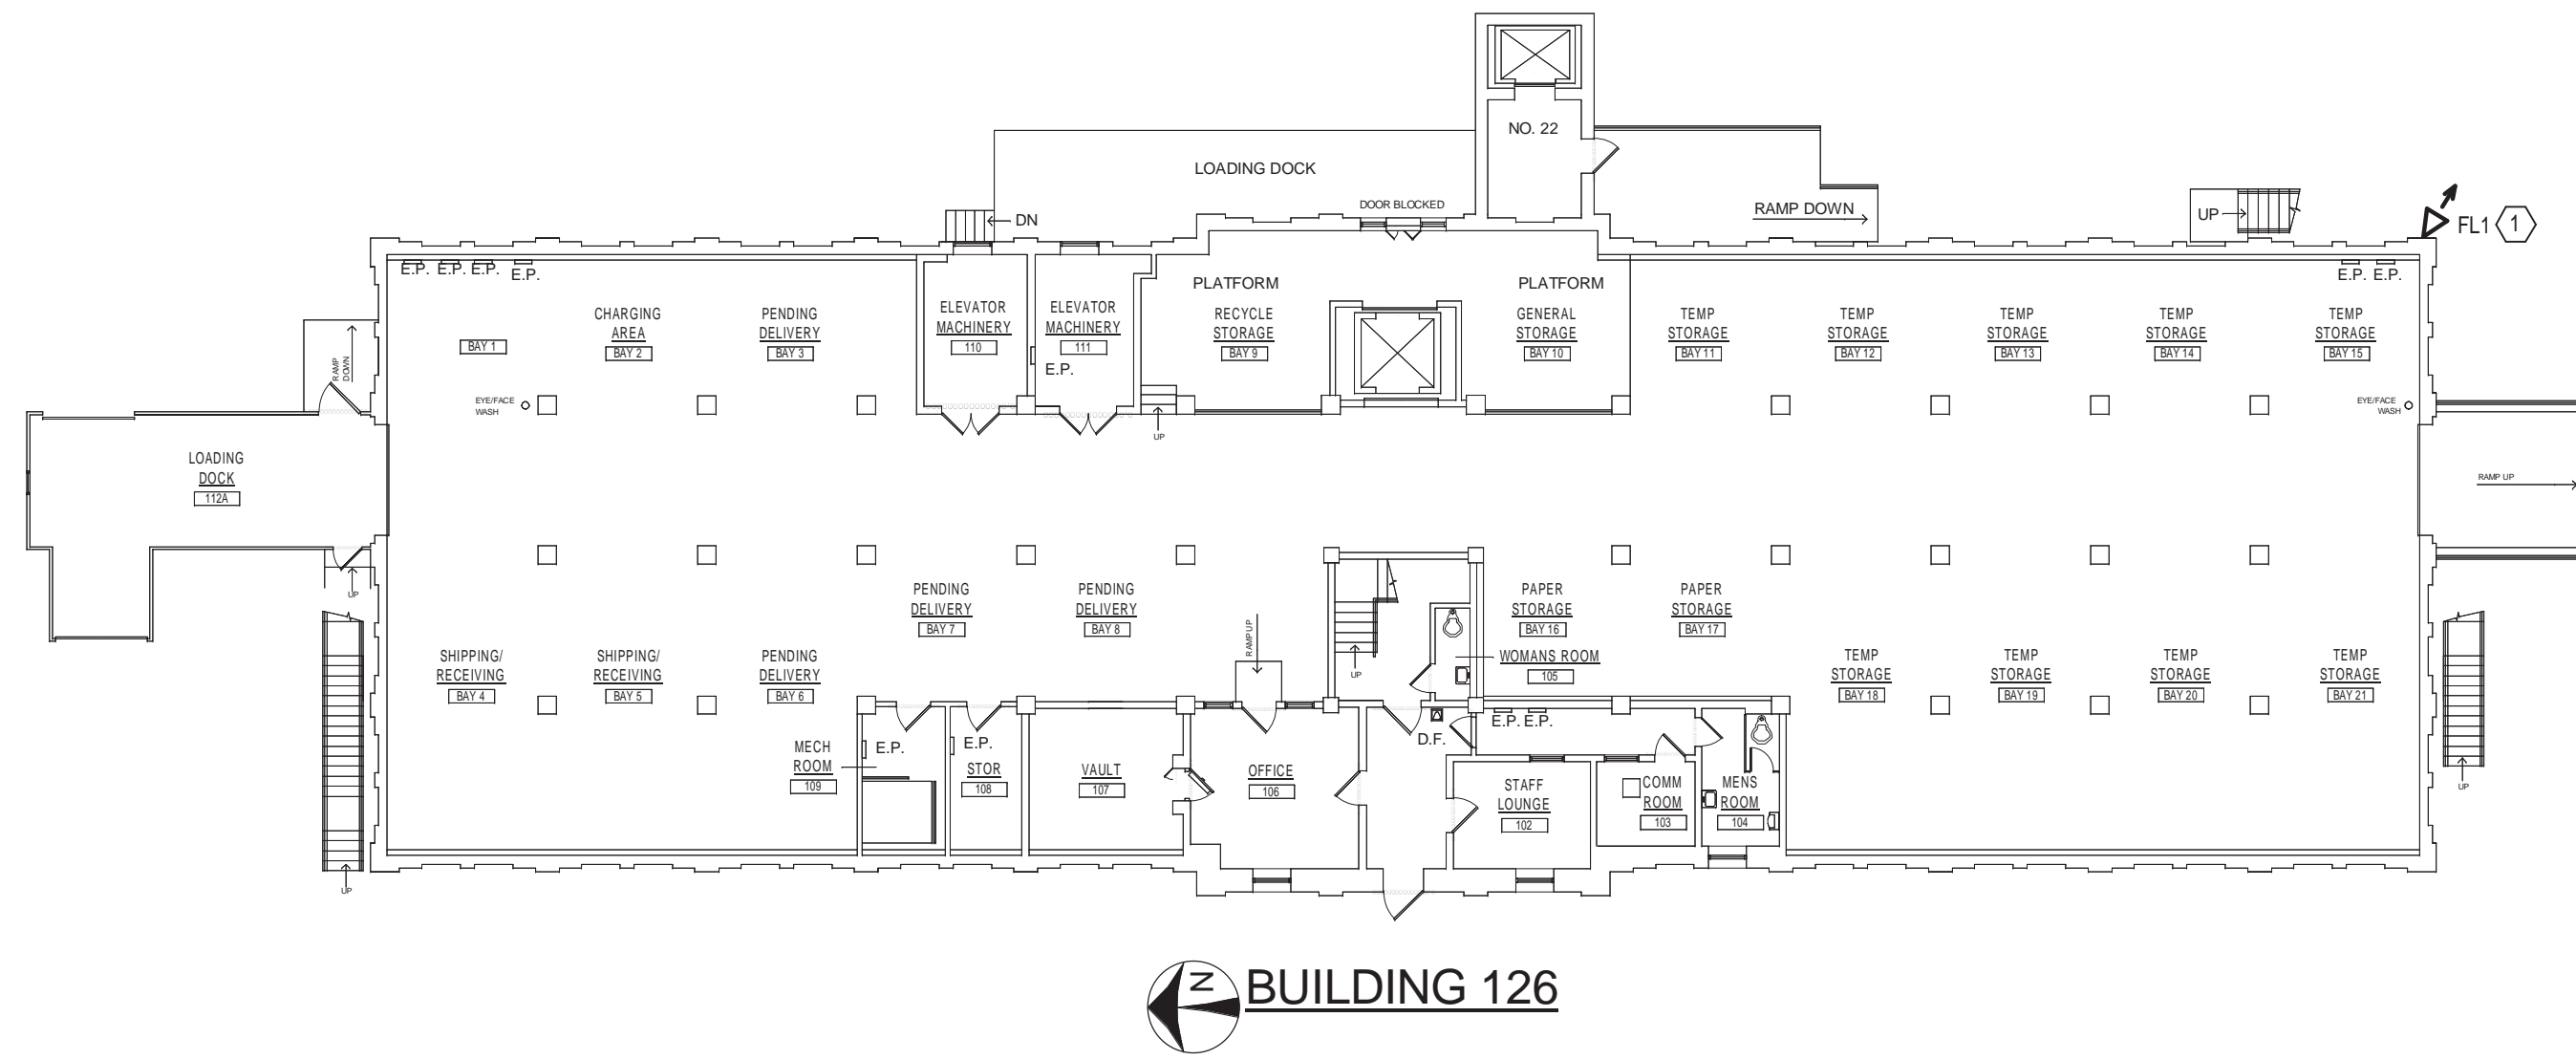 NO. 22
LOADING DOCK
DOOR BLOCKED
RAMP DOWN
UP
FL1
1
DN
E.P.
E.P.
E.P.
E.P.
E.P.
E.P.
PLATFORM
PLATFORM
BAY 1
CHARGING
AREA
BAY 2
PENDING
DELIVERY
BAY 3
ELEVATOR
MACHINERY
110
ELEVATOR
MACHINERY
111
E.P.
RECYCLE
STORAGE
BAY 9
GENERAL
STORAGE
BAY 10
TEMP
STORAGE
BAY 11
TEMP
STORAGE
BAY 12
TEMP
STORAGE
BAY 13
TEMP
STORAGE
BAY 14
TEMP
STORAGE
BAY 15
RAMP
DOWN
EYE/FACE
WASH
EYE/FACE
WASH
UP
LOADING
DOCK
112A
RAMP UP
UP
PENDING
DELIVERY
BAY 7
PENDING
DELIVERY
BAY 8
RAMP UP
UP
PAPER
STORAGE
BAY 16
PAPER
STORAGE
BAY 17
WOMANS ROOM
105
SHIPPING/
RECEIVING
BAY 4
SHIPPING/
RECEIVING
BAY 5
PENDING
DELIVERY
BAY 6
TEMP
STORAGE
BAY 18
TEMP
STORAGE
BAY 19
TEMP
STORAGE
BAY 20
TEMP
STORAGE
BAY 21
MECH
ROOM
109
E.P.
E.P.
STOR
108
VAULT
107
OFFICE
106
D.F.
E.P.
E.P.
STAFF
LOUNGE
102
COMM
ROOM
103
MENS
ROOM
104
UP
UP
N
BUILDING 126